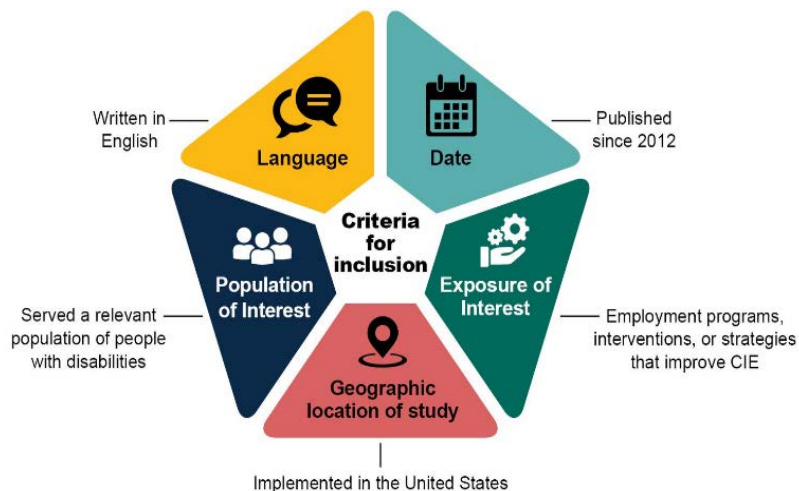 Written in
English
Language
Date
Published
since 2012
Criteria
for
inclusion
Population
of Interest
Served a relevant
population of people
with disabilities
Exposure of
Interest
Employment programs,
interventions, or strategies
that improve CIE
Geographic
location of study
Implemented in the United States